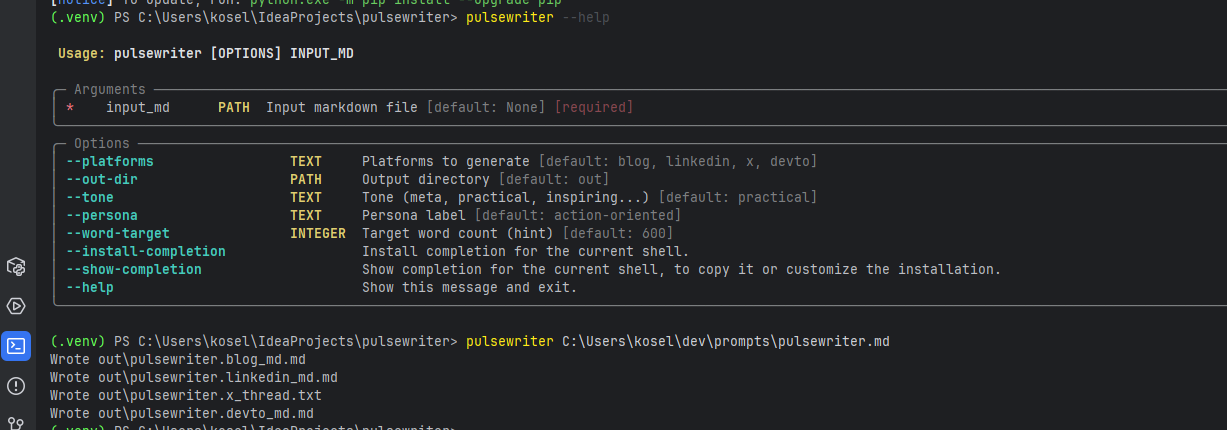 [notice] To update, run: python.exe -m pip install --upgrade pip
(.venv) PS C:\Users\kosel\IdeaProjects\pulsewriter> pulsewriter --help
Usage: pulsewriter [OPTIONS] INPUT_MD
Arguments
* input_md PATH Input markdown file [default: None] [required]
Options
--platforms TEXT Platforms to generate [default: blog, linkedin, x, devto]
--out-dir PATH Output directory [default: out]
--tone TEXT Tone (meta, practical, inspiring...) [default: practical]
--persona TEXT Persona label [default: action-oriented]
--word-target INTEGER Target word count (hint) [default: 600]
--install-completion Install completion for the current shell.
--show-completion Show completion for the current shell, to copy it or customize the installation.
--help Show this message and exit.
(.venv) PS C:\Users\kosel\IdeaProjects\pulsewriter> pulsewriter C:\Users\kosel\dev\prompts\pulsewriter.md
Wrote out\pulsewriter.blog_md.md
Wrote out\pulsewriter.linkedin_md.md
Wrote out\pulsewriter.x_thread.txt
Wrote out\pulsewriter.devto_md.md
(.venv) PS C:\Users\kosel\IdeaProjects\pulsewriter>